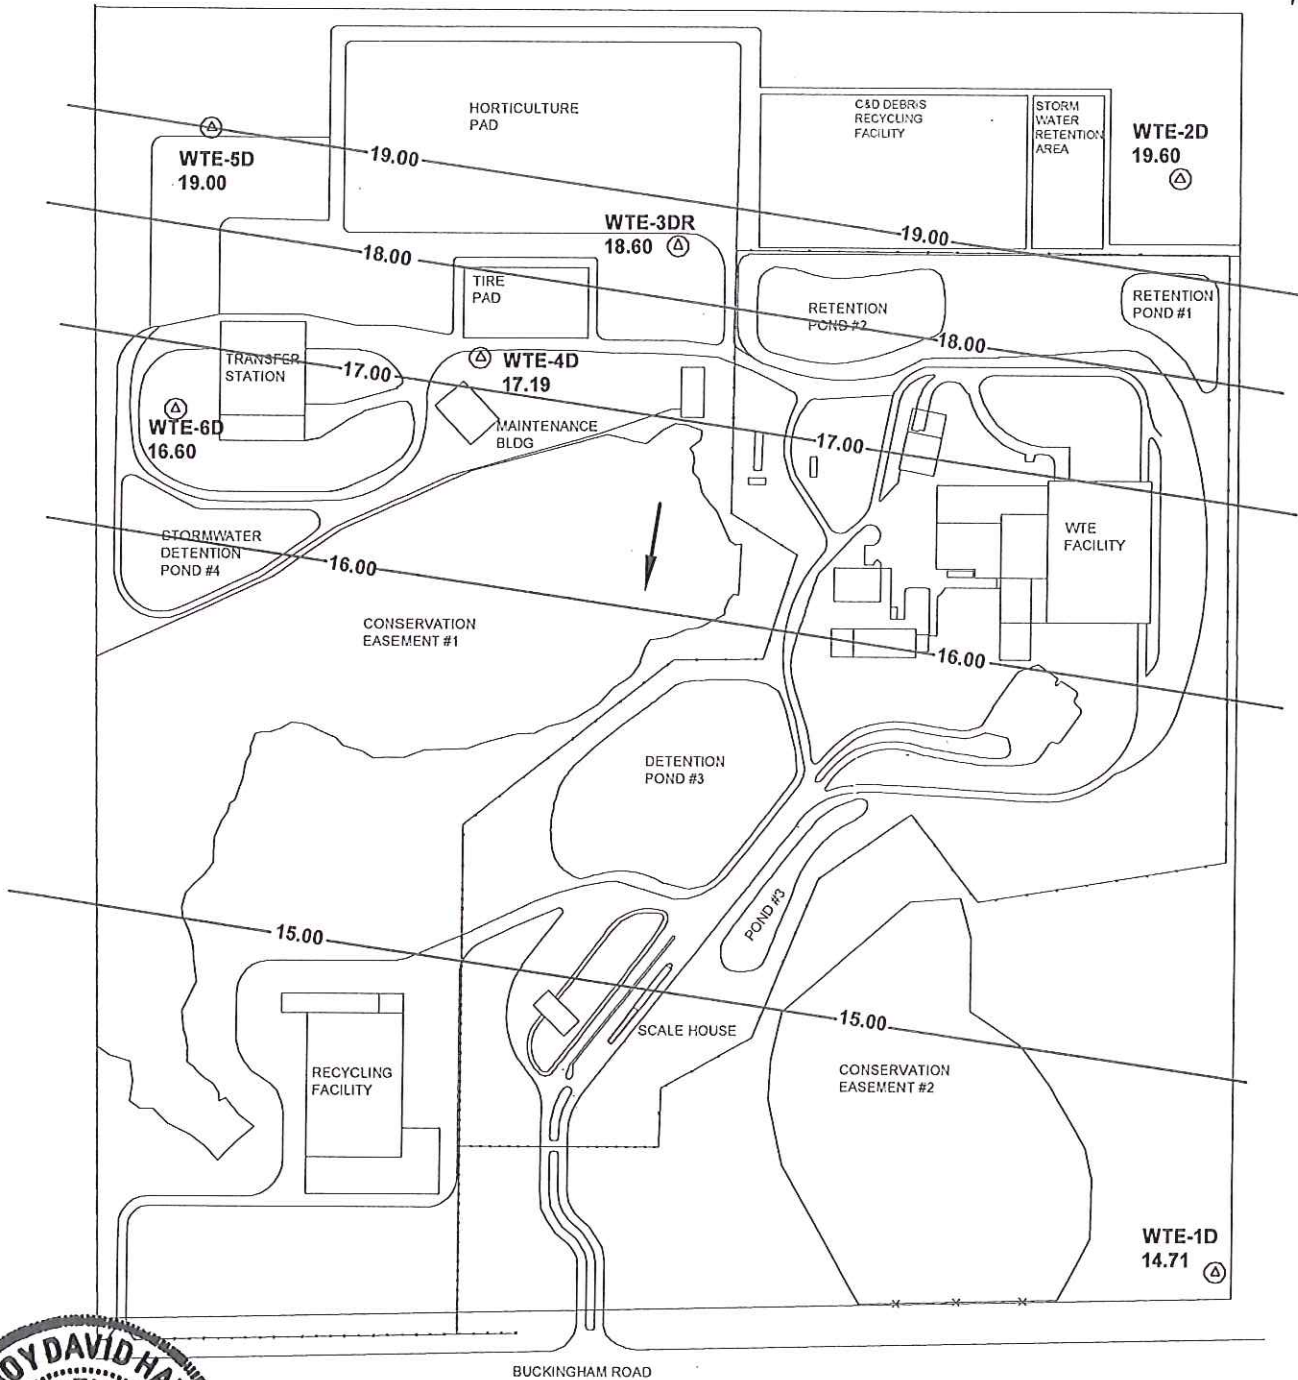 HORTICULTURE
PAD
C&D DEBRIS
RECYCLING
FACILITY
STORM
WATER
RETENTION
AREA
WTE-2D
19.60
WTE-5D
19.00
19.00
WTE-3DR
18.60
19.00
18.00
TIRE
PAD
RETENTION
POND #2
RETENTION
POND #1
18.00
TRANSFER
STATION
17.00
WTE-4D
17.19
WTE-6D
16.60
MAINTENANCE
BLDG
17.00
STORMWATER
DETENTION
POND #4
16.00
WTE
FACILITY
CONSERVATION
EASEMENT #1
16.00
DETENTION
POND #3
POND #3
15.00
15.00
SCALE HOUSE
RECYCLING
FACILITY
CONSERVATION
EASEMENT #2
WTE-1D
14.71
BUCKINGHAM ROAD
DAVID